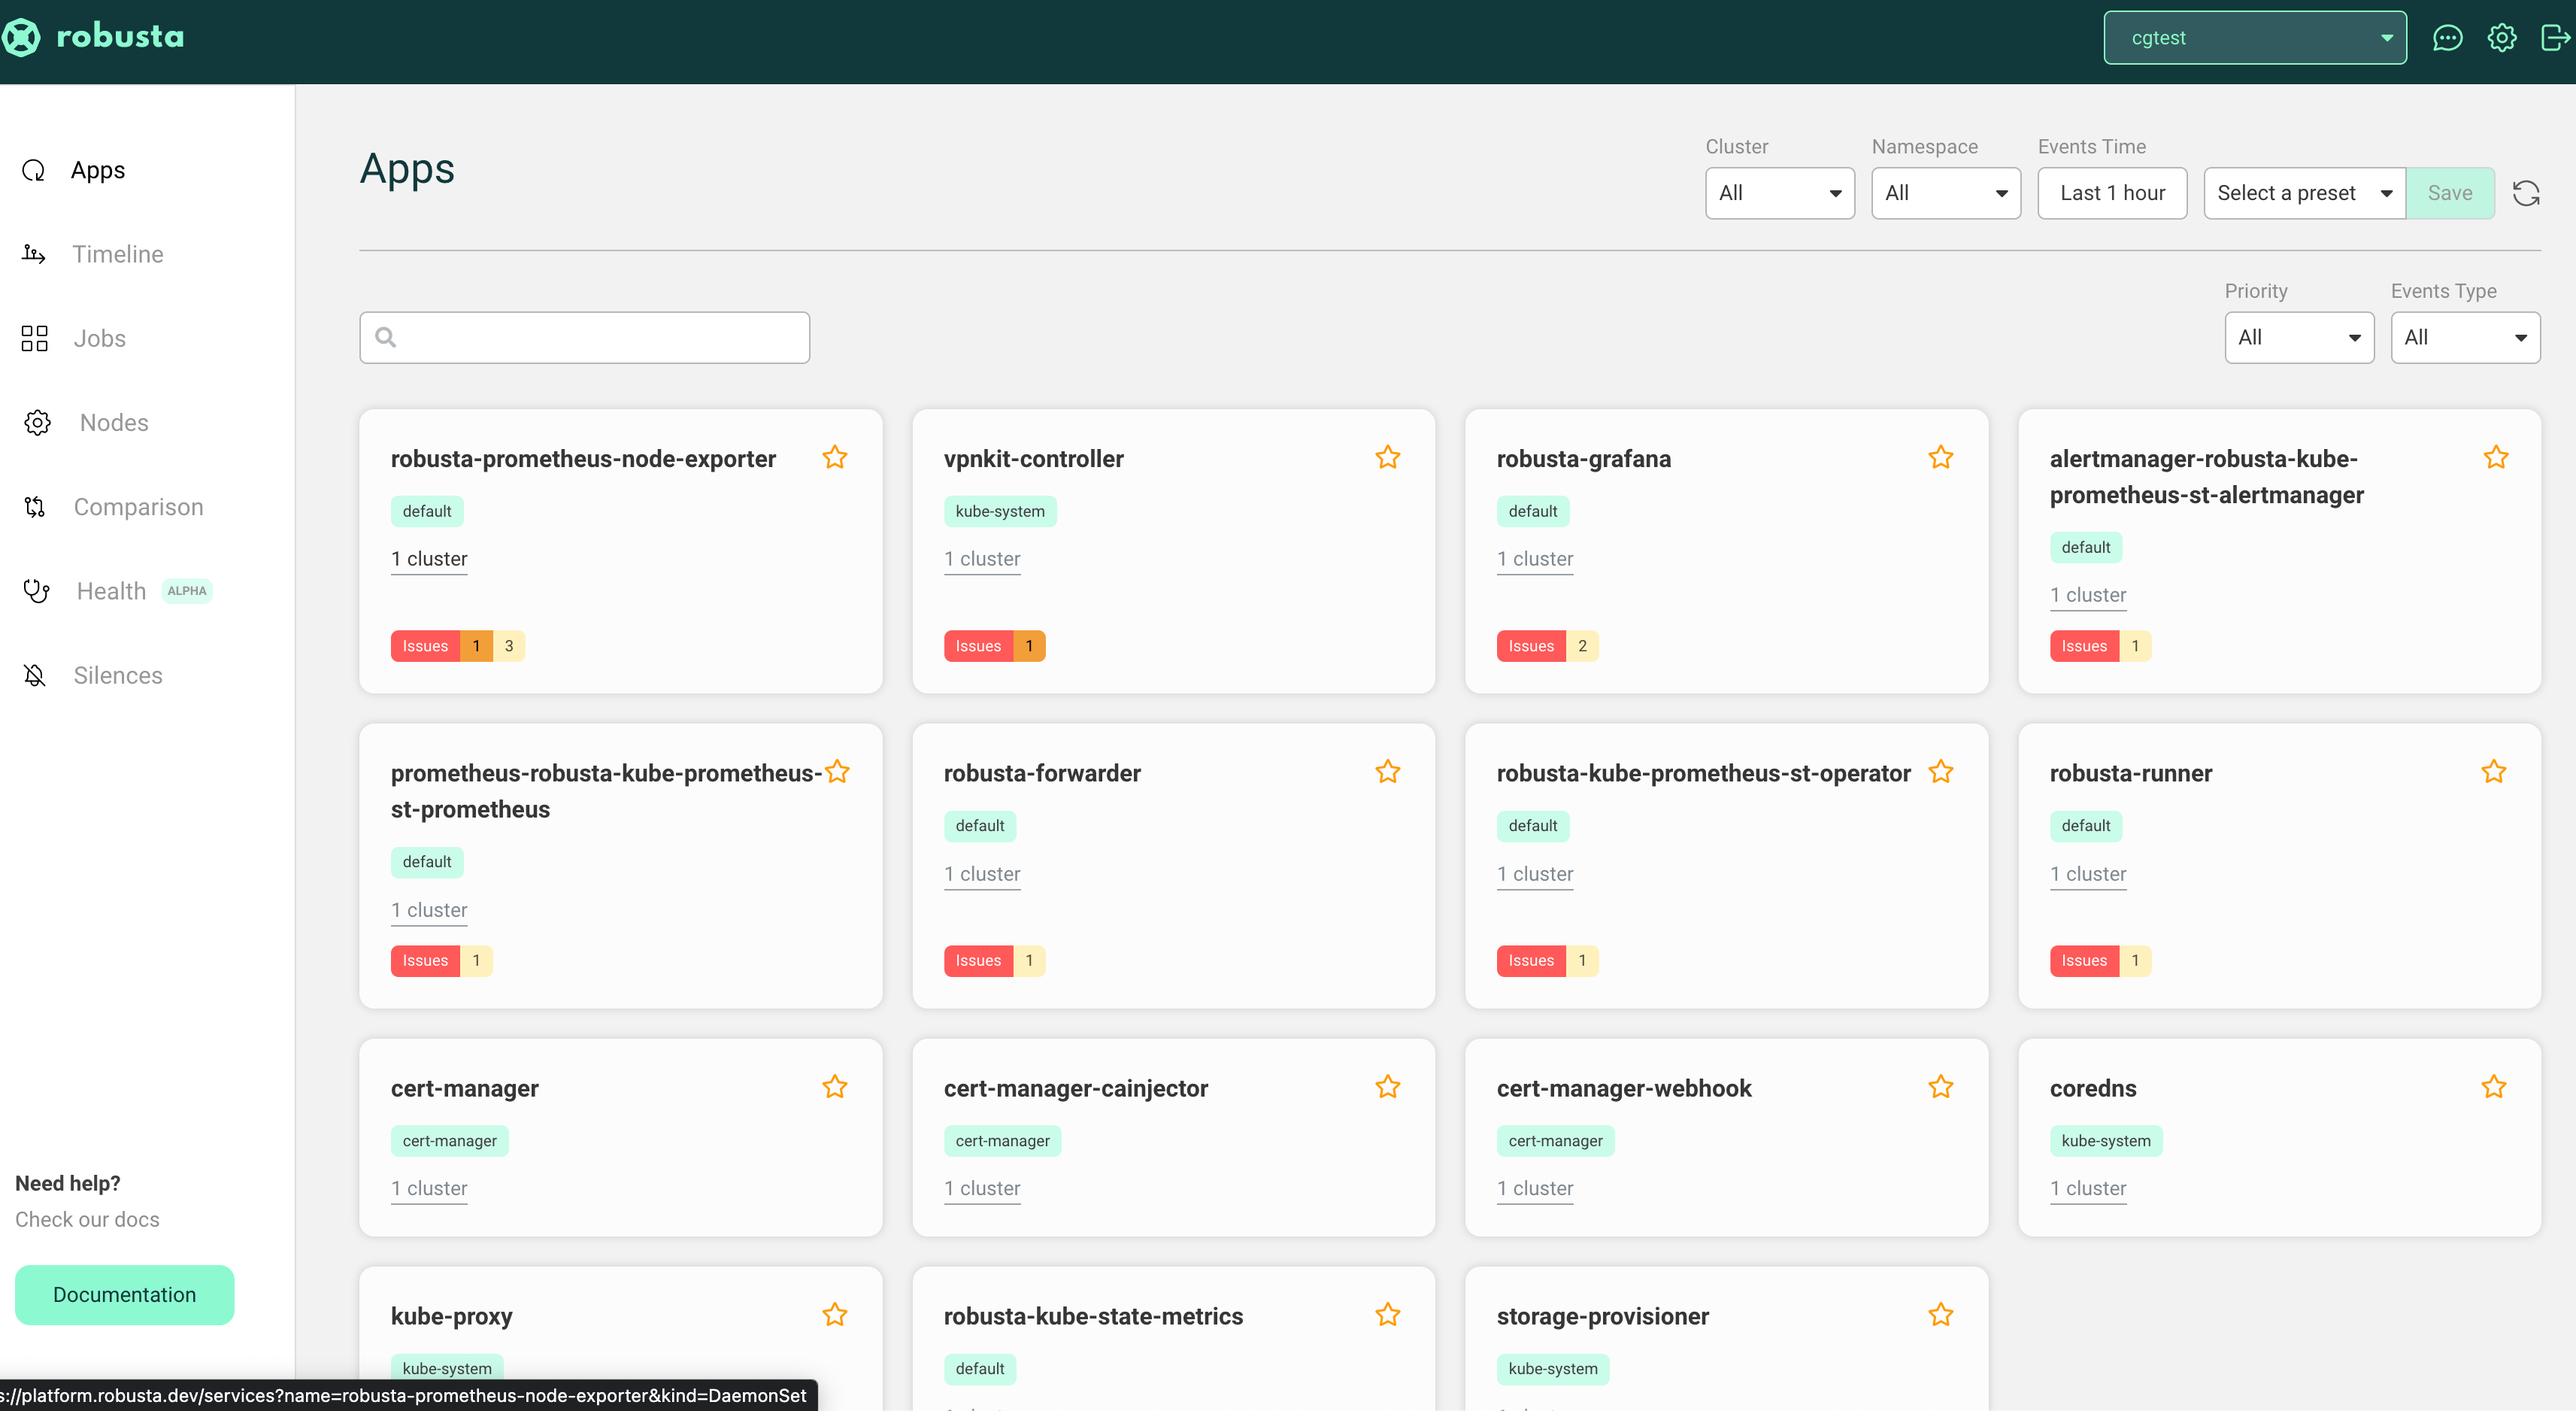 robusta
cgtest
Apps
Timeline
Jobs
Nodes
Comparison
Health ALPHA
Silences
Need help?
Check our docs
Documentation
Apps
Cluster
All
Namespace
All
Events Time
Last 1 hour
Select a preset
Save
Priority
All
Events Type
All
robusta-prometheus-node-exporter
default
1 cluster
Issues 1 3
vpnkit-controller
kube-system
1 cluster
Issues 1
robusta-grafana
default
1 cluster
Issues 2
alertmanager-robusta-kube-
prometheus-st-alertmanager
default
1 cluster
Issues 1
prometheus-robusta-kube-prometheus-
st-prometheus
default
1 cluster
Issues 1
robusta-forwarder
default
1 cluster
Issues 1
robusta-kube-prometheus-st-operator
default
1 cluster
Issues 1
robusta-runner
default
1 cluster
Issues 1
cert-manager
cert-manager
1 cluster
cert-manager-cainjector
cert-manager
1 cluster
cert-manager-webhook
cert-manager
1 cluster
coredns
kube-system
1 cluster
kube-proxy
kube-system
robusta-kube-state-metrics
default
storage-provisioner
kube-system
s://platform.robusta.dev/services?name=robusta-prometheus-node-exporter&kind=DaemonSet